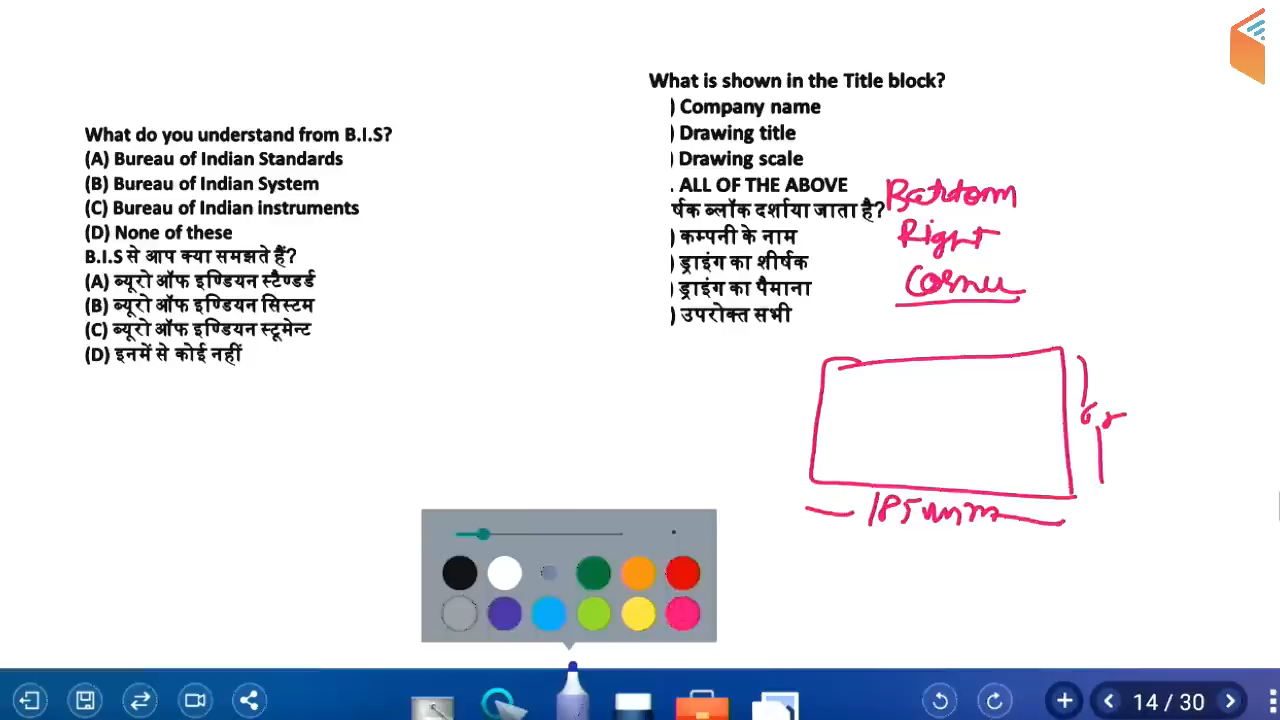 What do you understand from B.I.S?
(A) Bureau of Indian Standards
(B) Bureau of Indian System
(C) Bureau of Indian instruments
(D) None of these
B.I.S से आप क्या समझते हैं?
(A) ब्यूरो ऑफ इण्डियन स्टैण्डर्ड
(B) ब्यूरो ऑफ इण्डियन सिस्टम
(C) ब्यूरो ऑफ इण्डियन स्टूमेन्ट
(D) इनमें से कोई नहीं
What is shown in the Title block?
) Company name
) Drawing title
) Drawing scale
. ALL OF THE ABOVE
र्षक ब्लॉक दर्शाया जाता है?
) कम्पनी के नाम
) ड्राइंग का शीर्षक
) ड्राइंग का पैमाना
) उपरोक्त सभी
Right
185mm
14 / 30